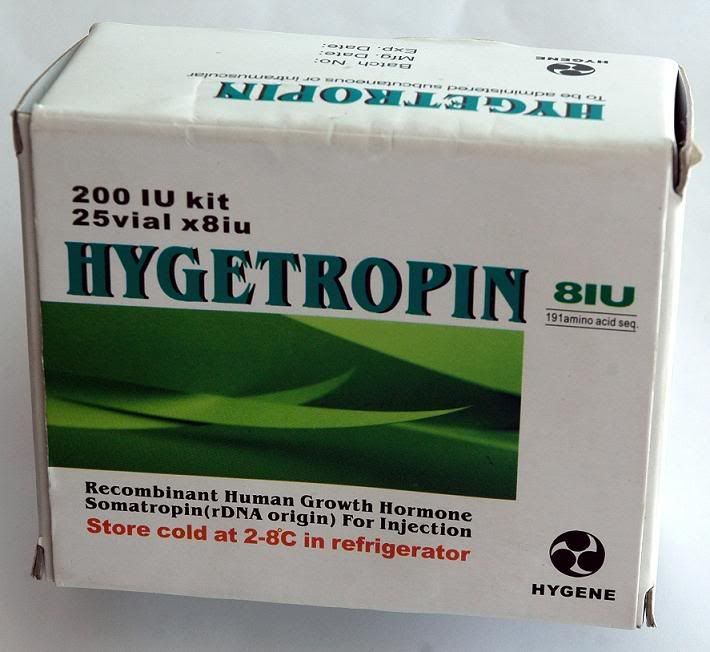 Batch No:
Mfg. Date:
Exp. Date:
HYGENE
To be administered subcutaneous or intramuscular
HYGETROPIN
200 IU kit
25vial x8iu
HYGETROPIN
8IU
191amino acid seq.
Recombinant Human Growth Hormone
Somatropin(rDNA origin) For Injection
Store cold at 2-8℃ in refrigerator
HYGENE